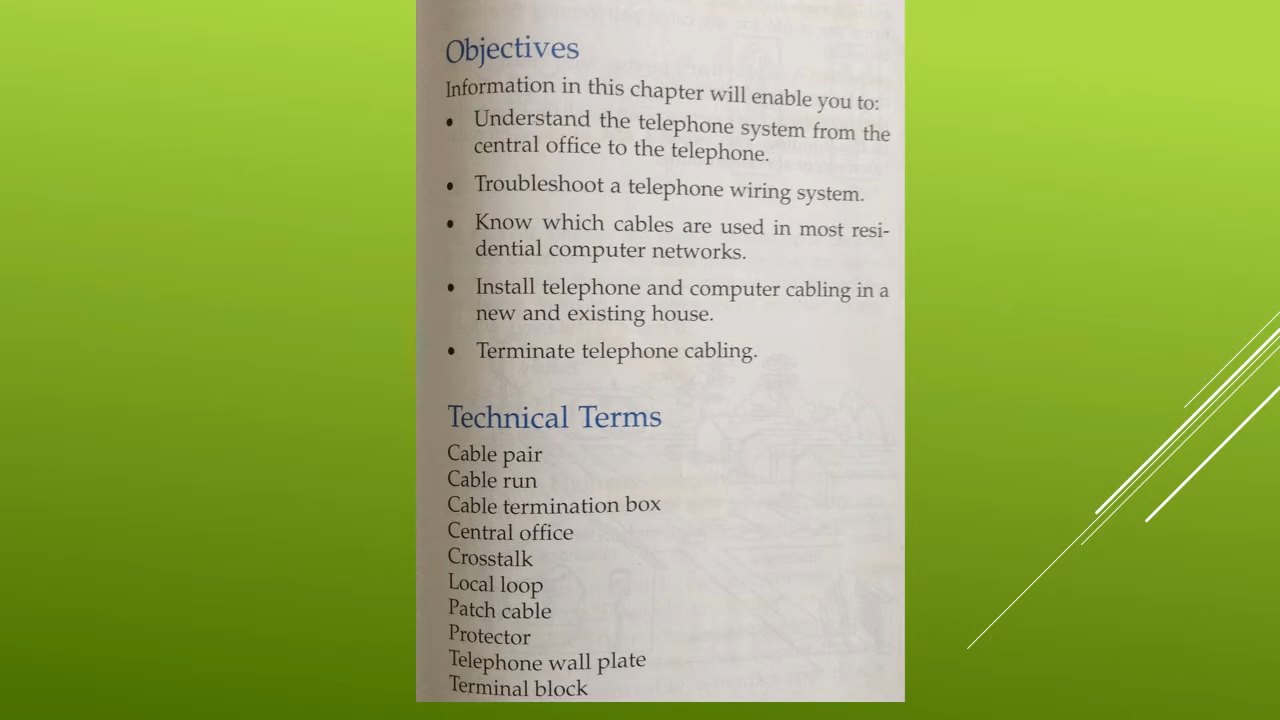 Objectives
Information in this chapter will enable you to:
• Understand the telephone system from the
central office to the telephone.
• Troubleshoot a telephone wiring system.
• Know which cables are used in most resi-
dential computer networks.
• Install telephone and computer cabling in a
new and existing house.
• Terminate telephone cabling.
Technical Terms
Cable pair
Cable run
Cable termination box
Central office
Crosstalk
Local loop
Patch cable
Protector
Telephone wall plate
Terminal block